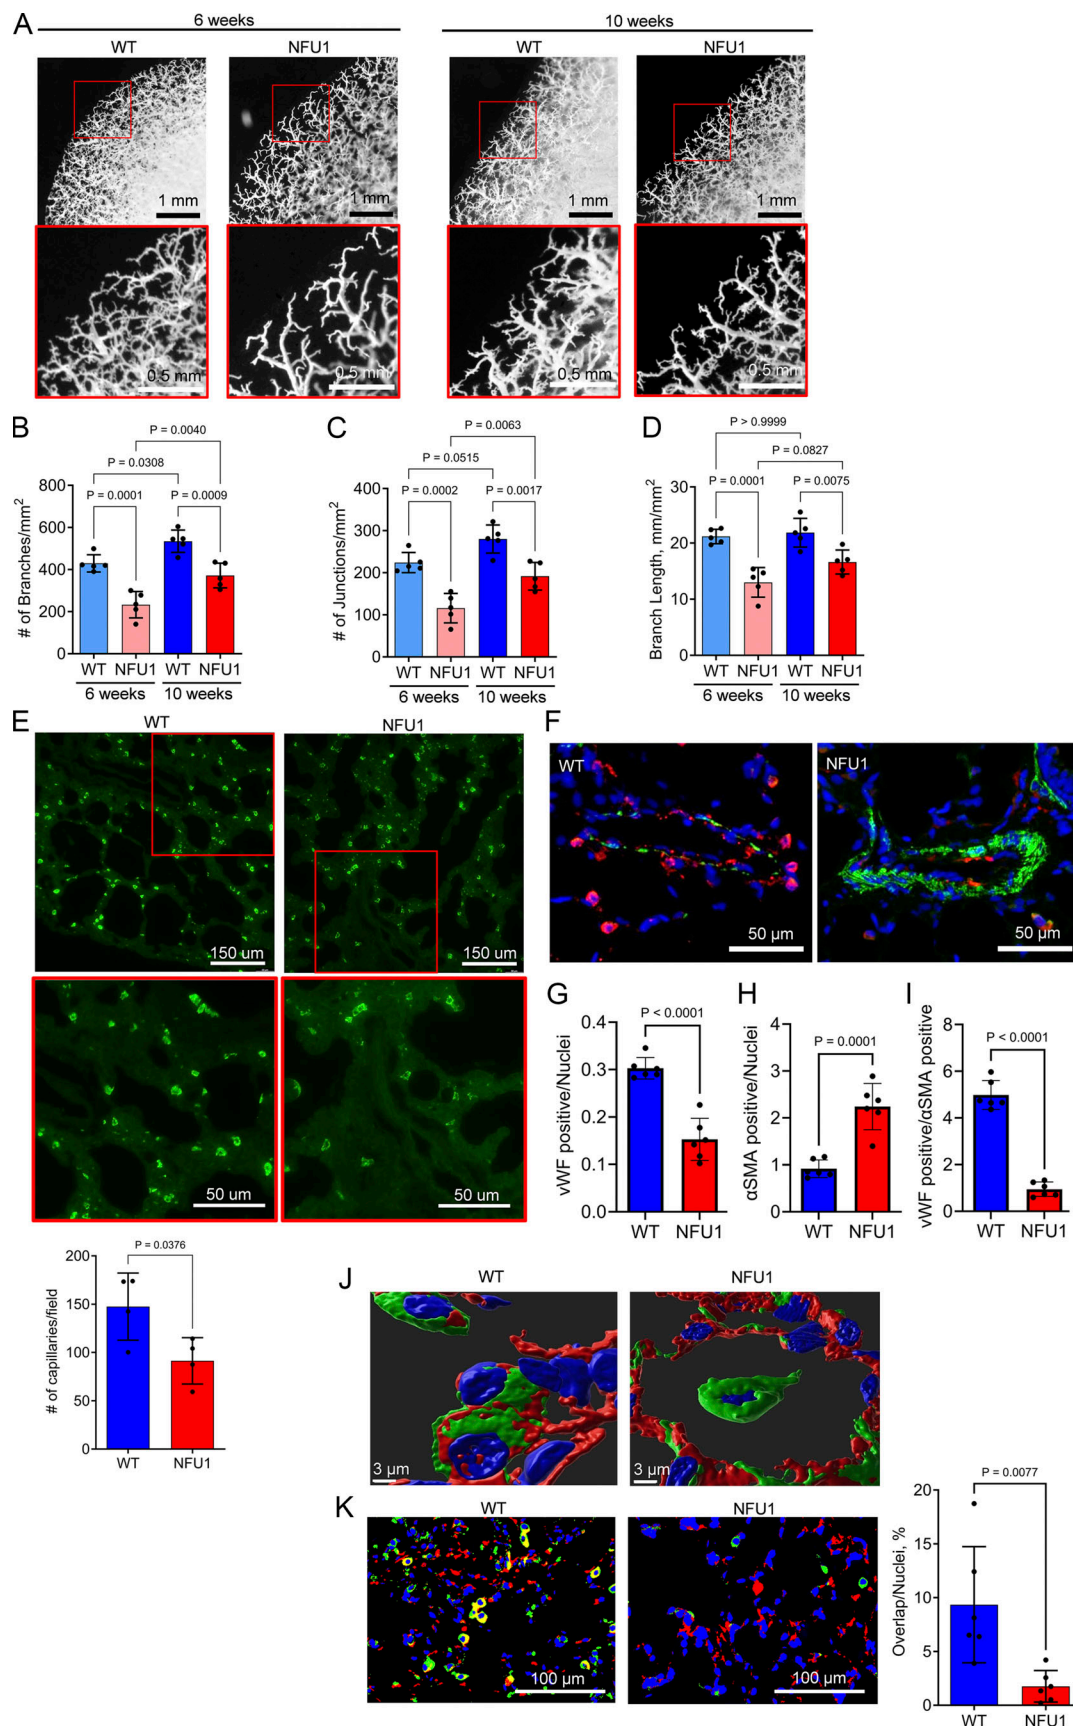 A
6 weeks
10 weeks
WT
NFU1
WT
NFU1
1 mm
1 mm
1 mm
1 mm
0.5 mm
0.5 mm
0.5 mm
0.5 mm
B
P = 0.0040
P = 0.0308
P = 0.0001
P = 0.0009
# of Branches/mm²
800
600
400
200
0
WT NFU1 WT NFU1
6 weeks 10 weeks
C
P = 0.0063
P = 0.0515
P = 0.0002
P = 0.0017
# of Junctions/mm²
400
300
200
100
0
WT NFU1 WT NFU1
6 weeks 10 weeks
D
P > 0.9999
P = 0.0827
P = 0.0001
P = 0.0075
Branch Length, mm/mm²
30
20
10
0
WT NFU1 WT NFU1
6 weeks 10 weeks
E
WT
NFU1
150 um
150 um
50 um
50 um
P = 0.0376
# of capillaries/field
200
150
100
50
0
WT NFU1
F
WT
NFU1
50 µm
50 µm
G
P < 0.0001
vWF positive/Nuclei
0.4
0.3
0.2
0.1
0.0
WT NFU1
H
P = 0.0001
αSMA positive/Nuclei
4
3
2
1
0
WT NFU1
I
P < 0.0001
vWF positive/αSMA positive
8
6
4
2
0
WT NFU1
J
WT
NFU1
3 µm
3 µm
K
WT
NFU1
100 µm
100 µm
P = 0.0077
Overlap/Nuclei, %
20
15
10
5
0
WT NFU1